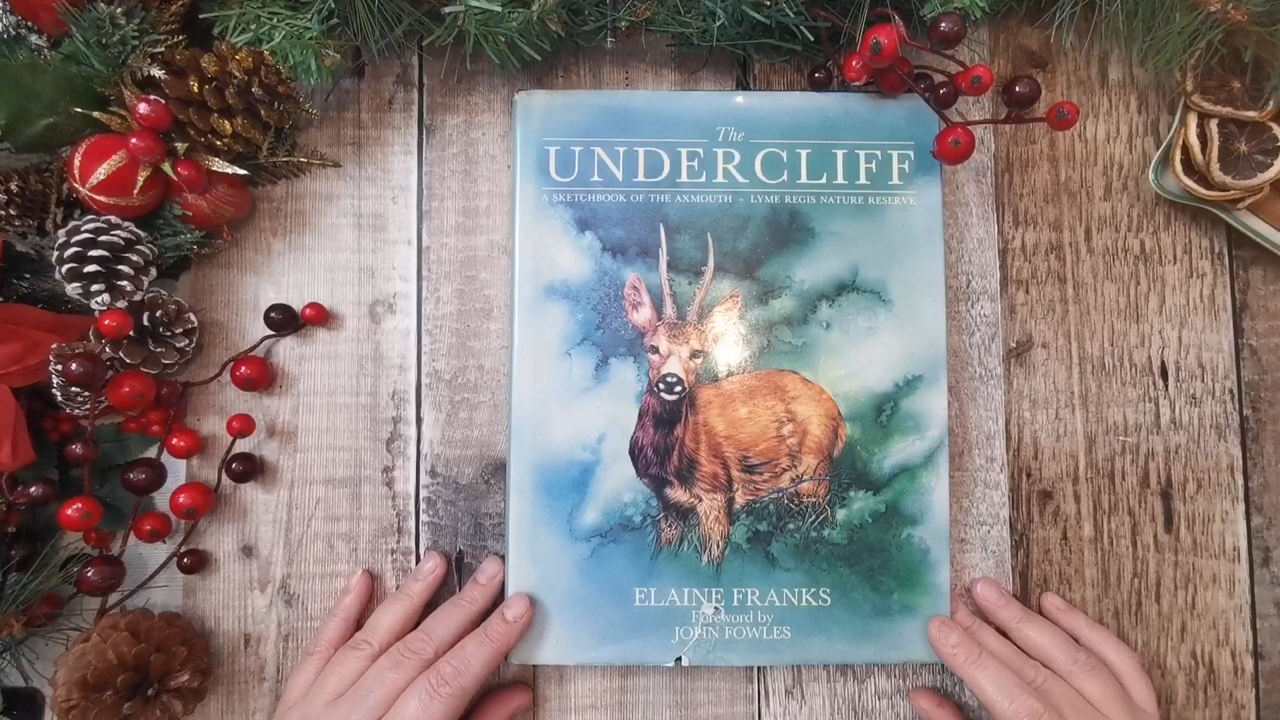 The
UNDERCLIFF
A SKETCHBOOK OF THE AXMOUTH - LYME REGIS NATURE RESERVE
ELAINE FRANKS
Foreword by
JOHN FOWLES